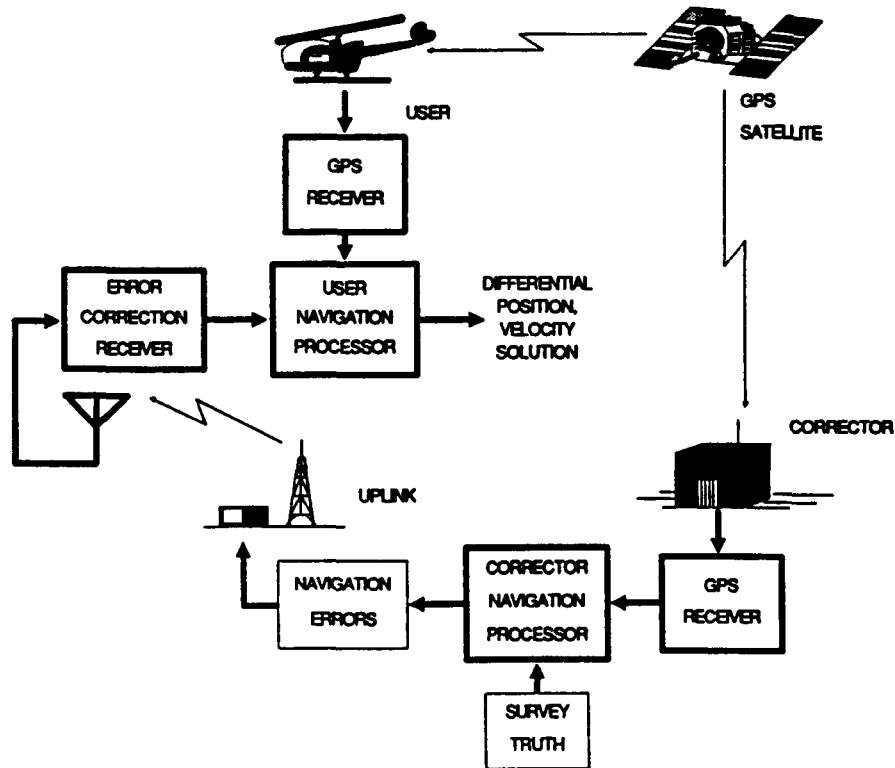 USER
GPS
SATELLITE
GPS
RECEIVER
ERROR
CORRECTION
RECEIVER
USER
NAVIGATION
PROCESSOR
DIFFERENTIAL
POSITION,
VELOCITY
SOLUTION
CORRECTOR
UPLINK
NAVIGATION
ERRORS
CORRECTOR
NAVIGATION
PROCESSOR
GPS
RECEIVER
SURVEY
TRUTH